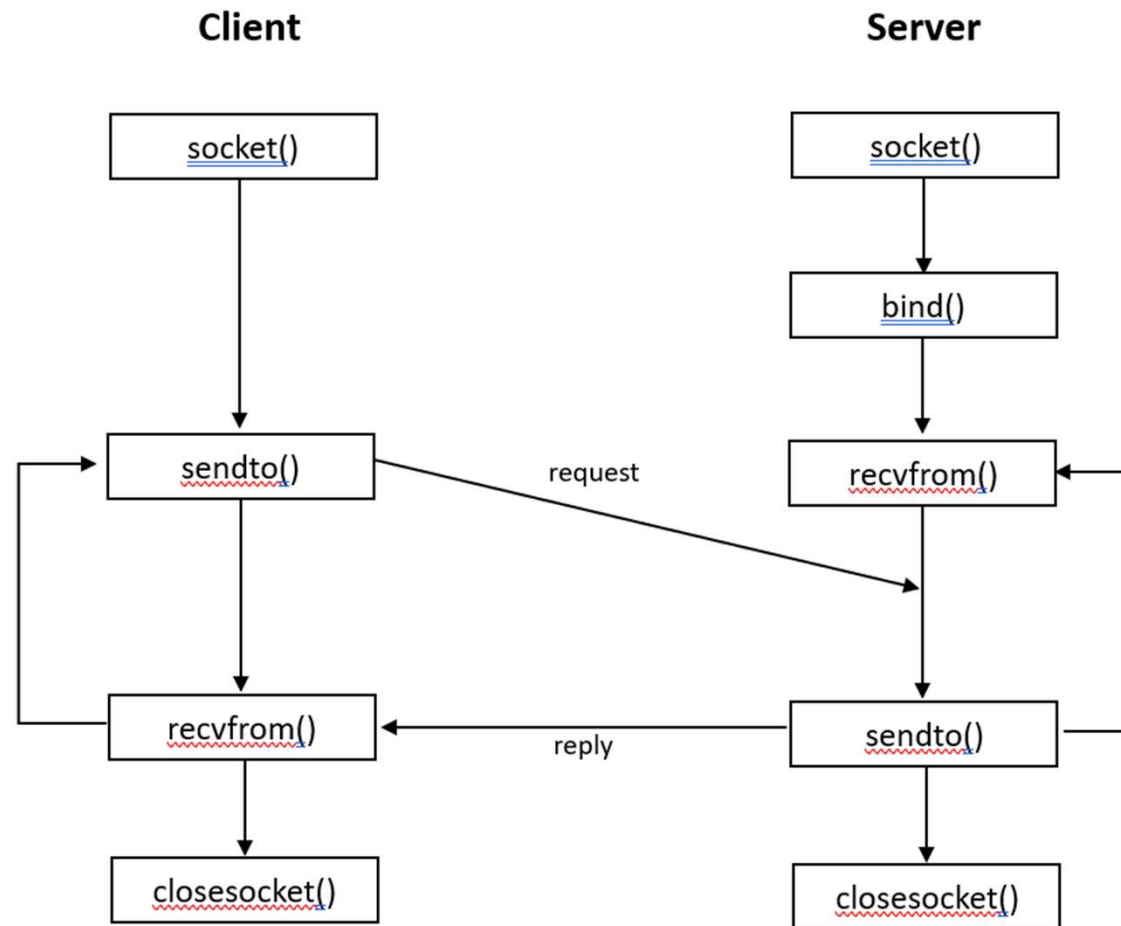 Client
Server
socket()
socket()
bind()
sendto()
request
recvfrom()
recvfrom()
reply
sendto()
closesocket()
closesocket()